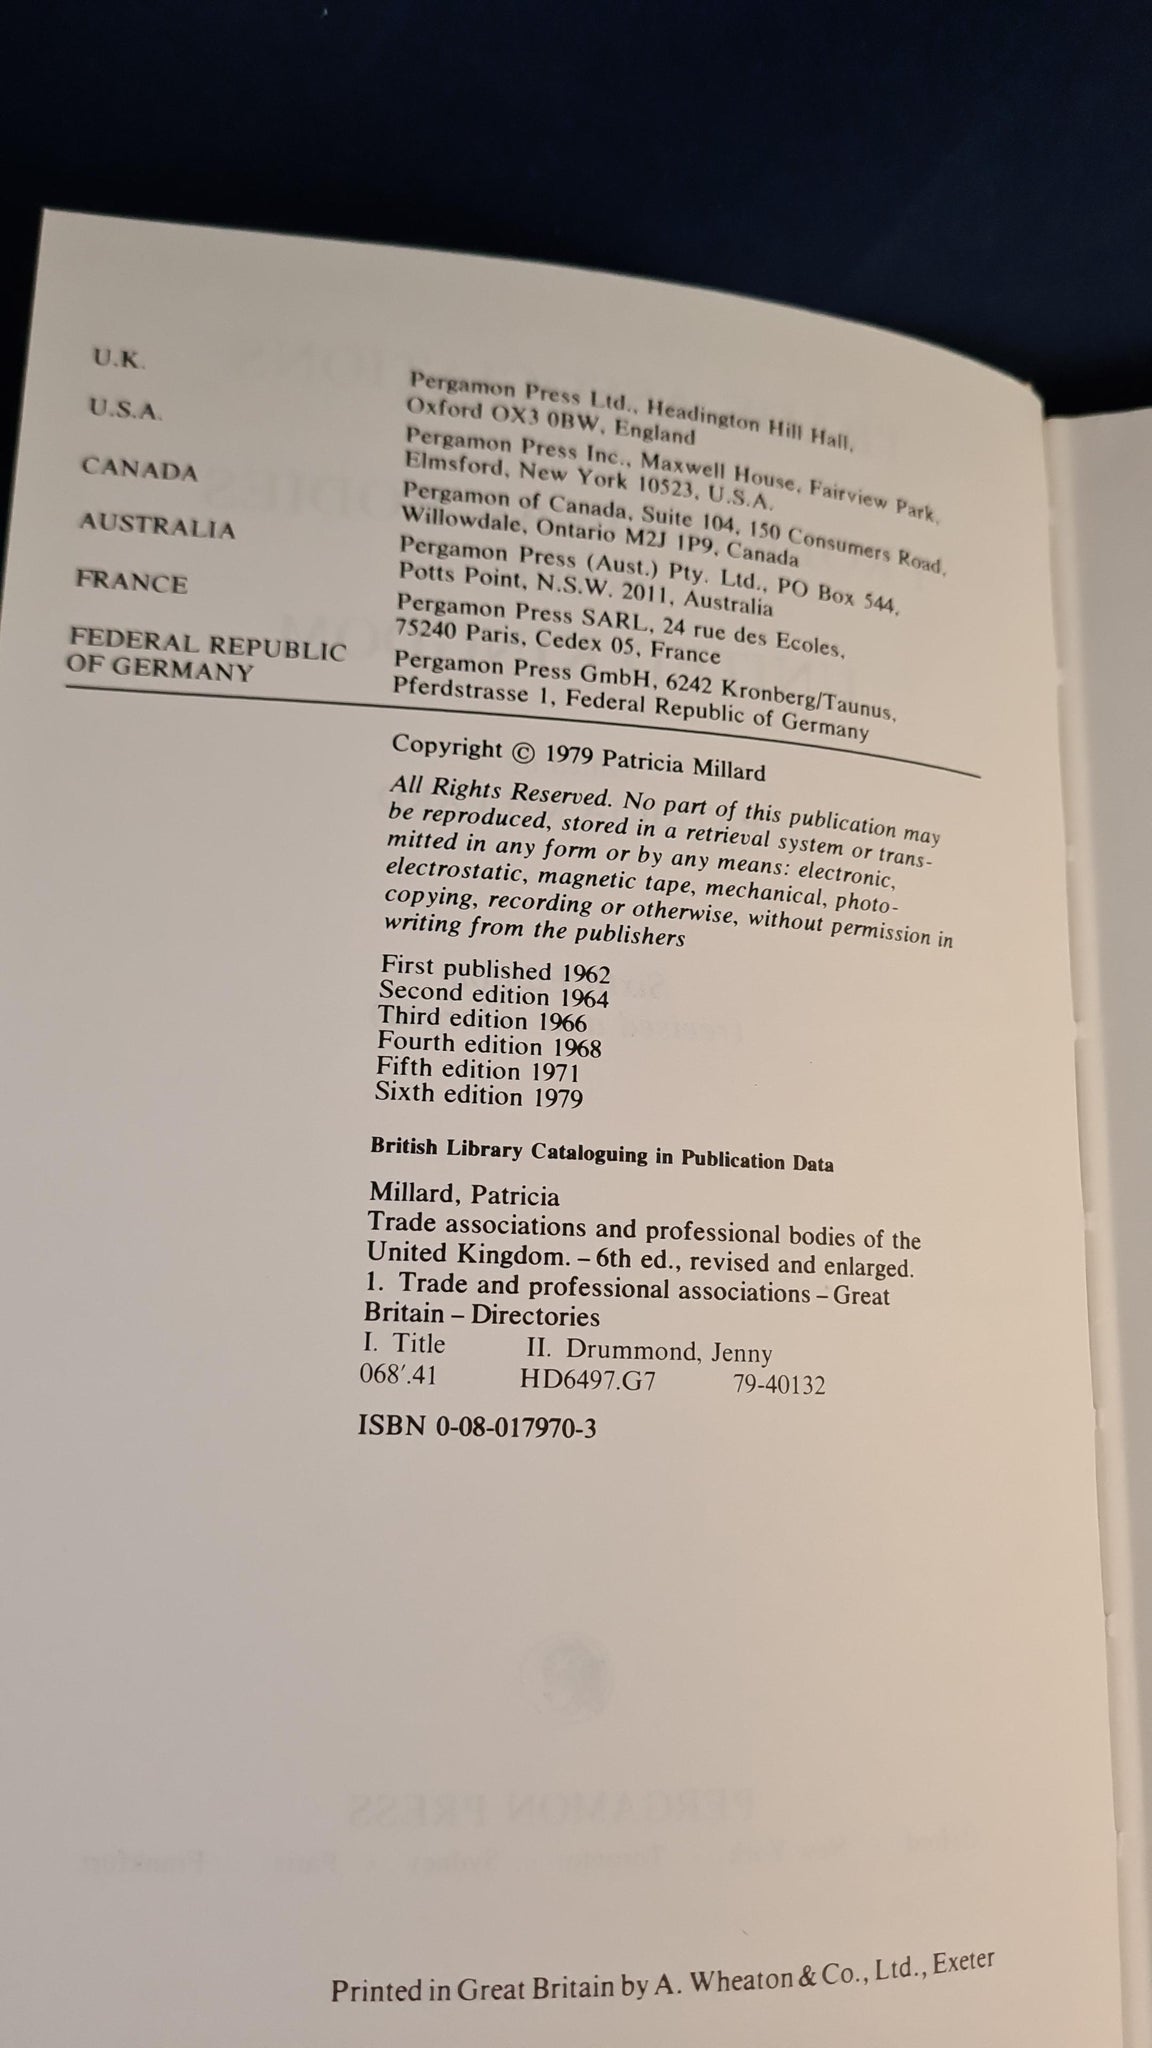 U.K.
Pergamon Press Ltd., Headington Hill Hall,
Oxford OX3 0BW, England
U.S.A.
Pergamon Press Inc., Maxwell House, Fairview Park,
Elmsford, New York 10523, U.S.A.
CANADA
Pergamon of Canada, Suite 104, 150 Consumers Road,
Willowdale, Ontario M2J 1P9, Canada
AUSTRALIA
Pergamon Press (Aust.) Pty. Ltd., PO Box 544,
Potts Point, N.S.W. 2011, Australia
FRANCE
Pergamon Press SARL, 24 rue des Ecoles,
75240 Paris, Cedex 05, France
FEDERAL REPUBLIC
OF GERMANY
Pergamon Press GmbH, 6242 Kronberg/Taunus,
Pferdstrasse 1, Federal Republic of Germany
Copyright © 1979 Patricia Millard
All Rights Reserved. No part of this publication may
be reproduced, stored in a retrieval system or trans-
mitted in any form or by any means: electronic,
electrostatic, magnetic tape, mechanical, photo-
copying, recording or otherwise, without permission in
writing from the publishers
First published 1962
Second edition 1964
Third edition 1966
Fourth edition 1968
Fifth edition 1971
Sixth edition 1979
British Library Cataloguing in Publication Data
Millard, Patricia
Trade associations and professional bodies of the
United Kingdom. – 6th ed., revised and enlarged.
1. Trade and professional associations – Great
Britain – Directories
I. Title II. Drummond, Jenny
068'.41 HD6497.G7 79-40132
ISBN 0-08-017970-3
Printed in Great Britain by A. Wheaton & Co., Ltd., Exeter